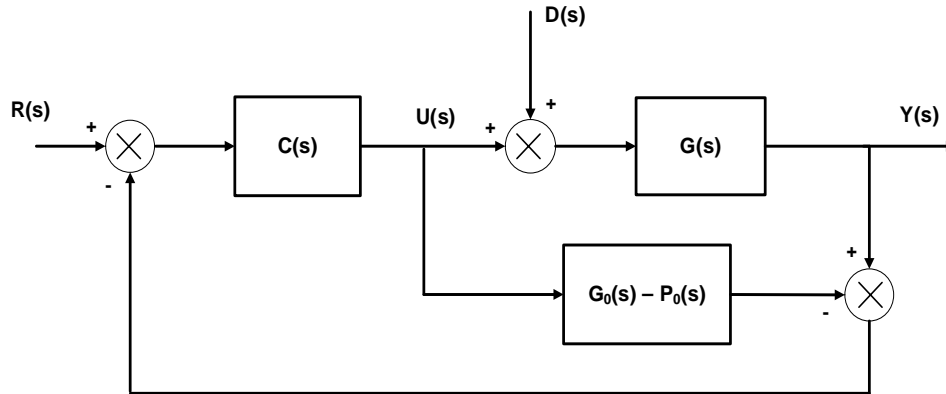 D(s)
R(s)
+
-
C(s)
U(s)
+
+
G(s)
Y(s)
G₀(s) – P₀(s)
+
-